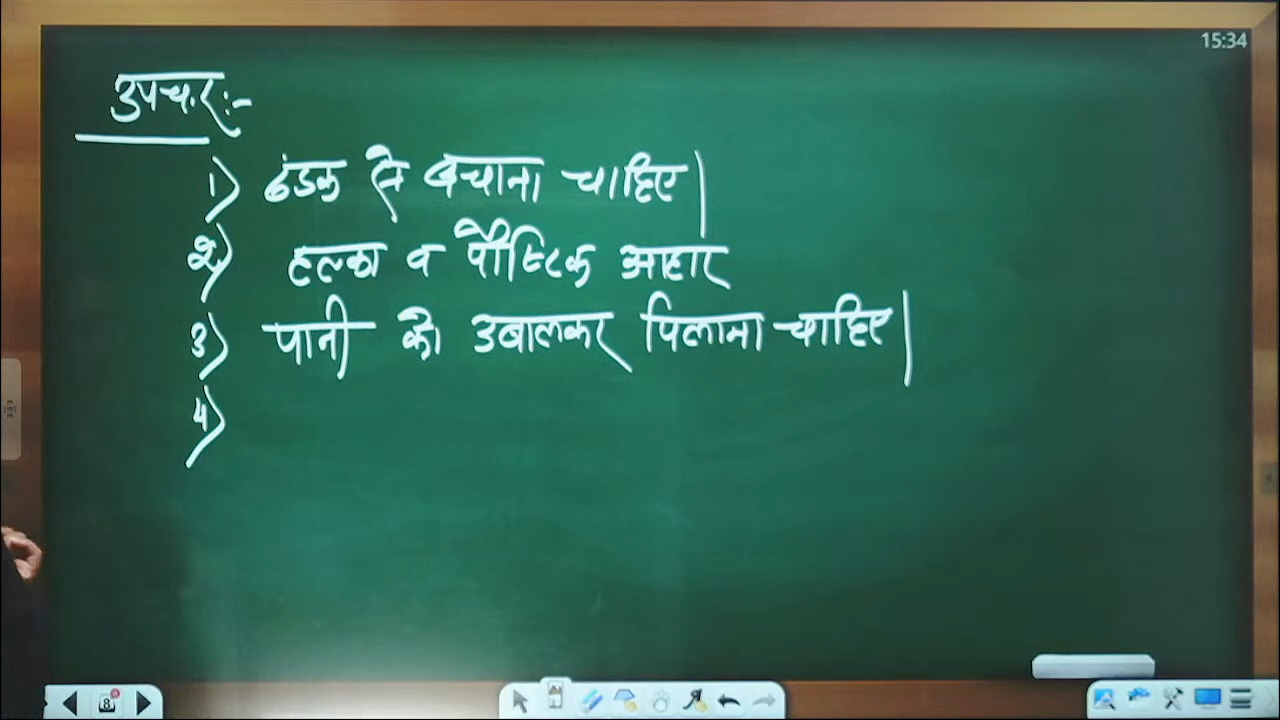 15:34
उपचार:-
1) ठंडक से बचाना चाहिए|
2) हल्का व पौष्टिक आहार
3) पानी को उबालकर पिलाना चाहिए|
4)
8